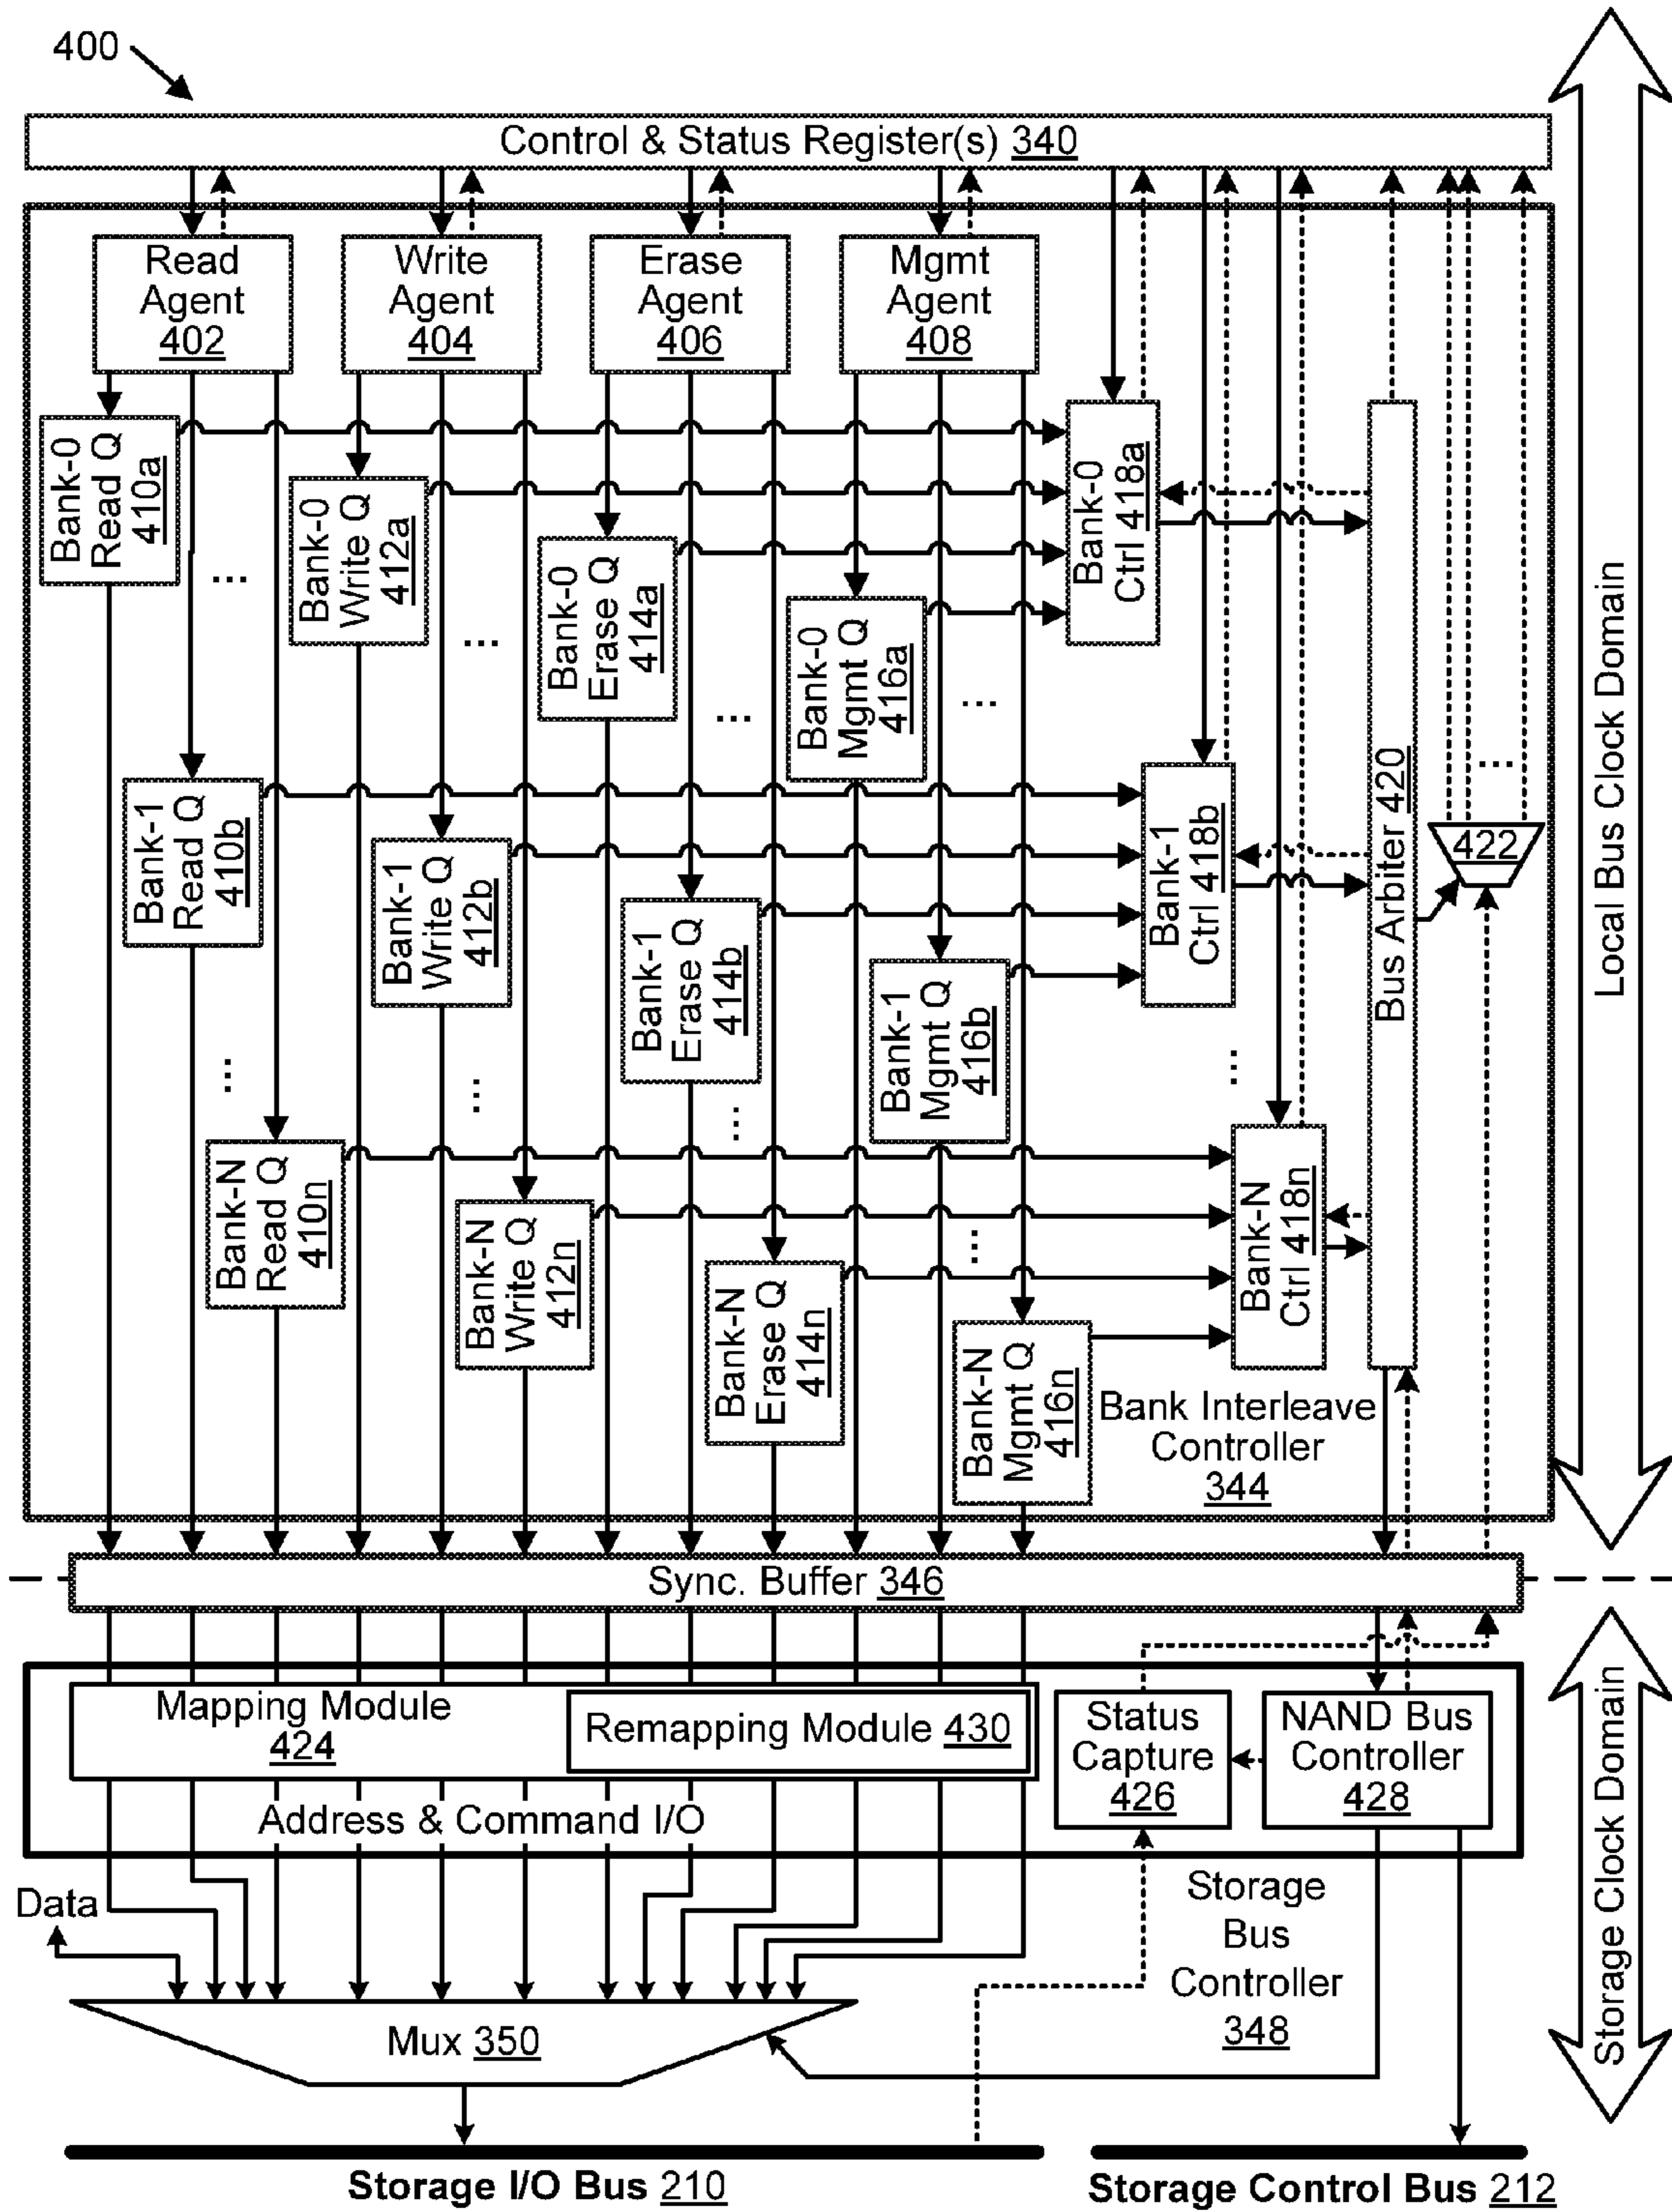 400
Control & Status Register(s) 340
Read
Agent
402
Write
Agent
404
Erase
Agent
406
Mgmt
Agent
408
Bank-0
Read Q
410a
...
Bank-0
Write Q
412a
...
Bank-0
Erase Q
414a
...
Bank-0
Mgmt Q
416a
...
Bank-0
Ctrl 418a
Bank-1
Read Q
410b
...
Bank-1
Write Q
412b
...
Bank-1
Erase Q
414b
...
Bank-1
Mgmt Q
416b
...
Bank-1
Ctrl 418b
...
Bus Arbiter 420
422
...
Bank-N
Read Q
410n
Bank-N
Write Q
412n
Bank-N
Erase Q
414n
Bank-N
Mgmt Q
416n
Bank-N
Ctrl 418n
Bank Interleave
Controller
344
Local Bus Clock Domain
Sync. Buffer 346
Mapping Module
424
Remapping Module 430
Status
Capture
426
NAND Bus
Controller
428
Address & Command I/O
Data
Storage
Bus
Controller
348
Storage Clock Domain
Mux 350
Storage I/O Bus 210
Storage Control Bus 212